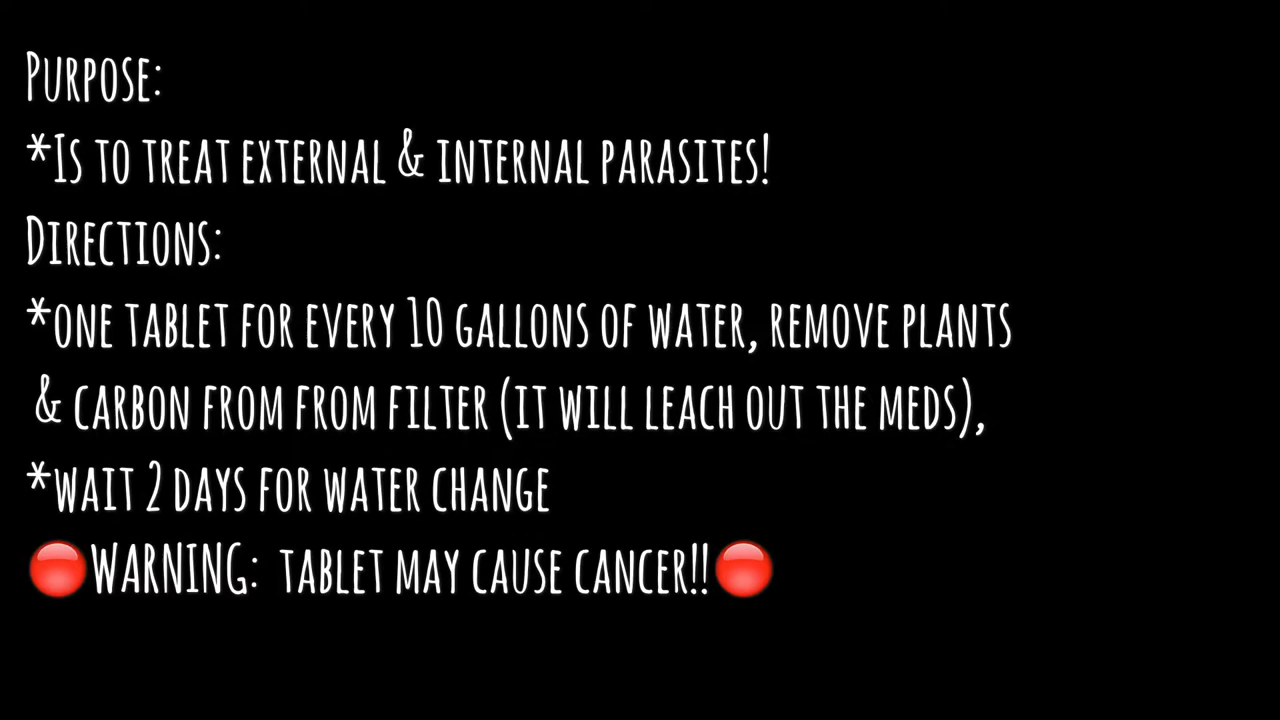 Purpose:
*Is to treat external & internal parasites!
Directions:
*one tablet for every 10 gallons of water, remove plants
& carbon from from filter (it will leach out the meds),
*wait 2 days for water change
🔴WARNING: tablet may cause cancer!!🔴